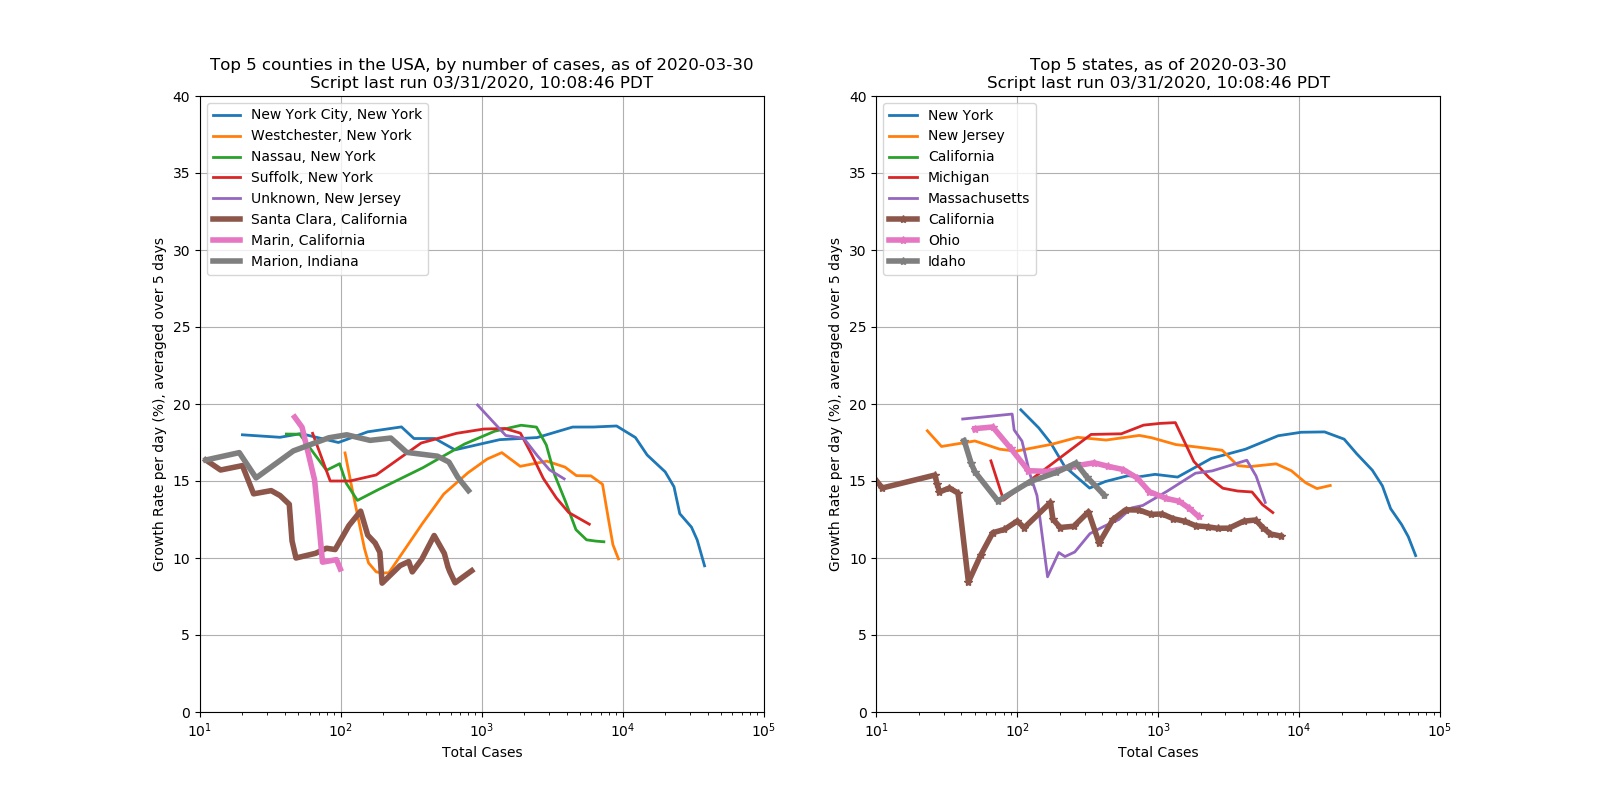 Top 5 counties in the USA, by number of cases, as of 2020-03-30
Script last run 03/31/2020, 10:08:46 PDT
40
35
30
25
20
15
10
5
0
Growth Rate per day (%), averaged over 5 days
New York City, New York
Westchester, New York
Nassau, New York
Suffolk, New York
Unknown, New Jersey
Santa Clara, California
Marin, California
Marion, Indiana
10¹ 10² 10³ 10⁴ 10⁵
Total Cases
Top 5 states, as of 2020-03-30
Script last run 03/31/2020, 10:08:46 PDT
40
35
30
25
20
15
10
5
0
Growth Rate per day (%), averaged over 5 days
New York
New Jersey
California
Michigan
Massachusetts
California
Ohio
Idaho
10¹ 10² 10³ 10⁴ 10⁵
Total Cases